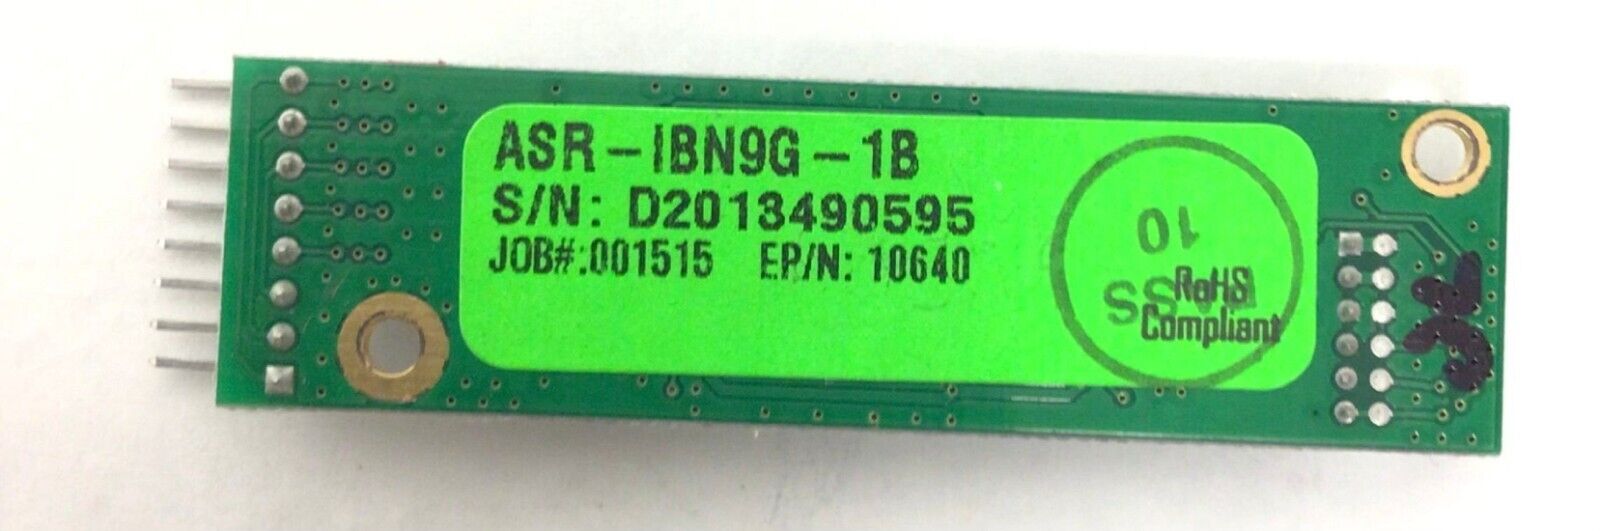 ASR-IBN9G-1B
S/N: D2013490595
JOB#:001515 EP/N: 10640
10
RoHS
Compliant